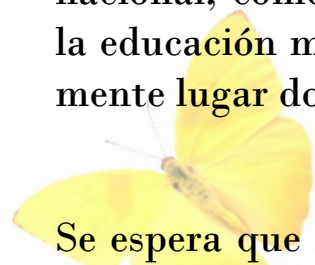 nacional, como
la educación m
mente lugar do
Se espera que